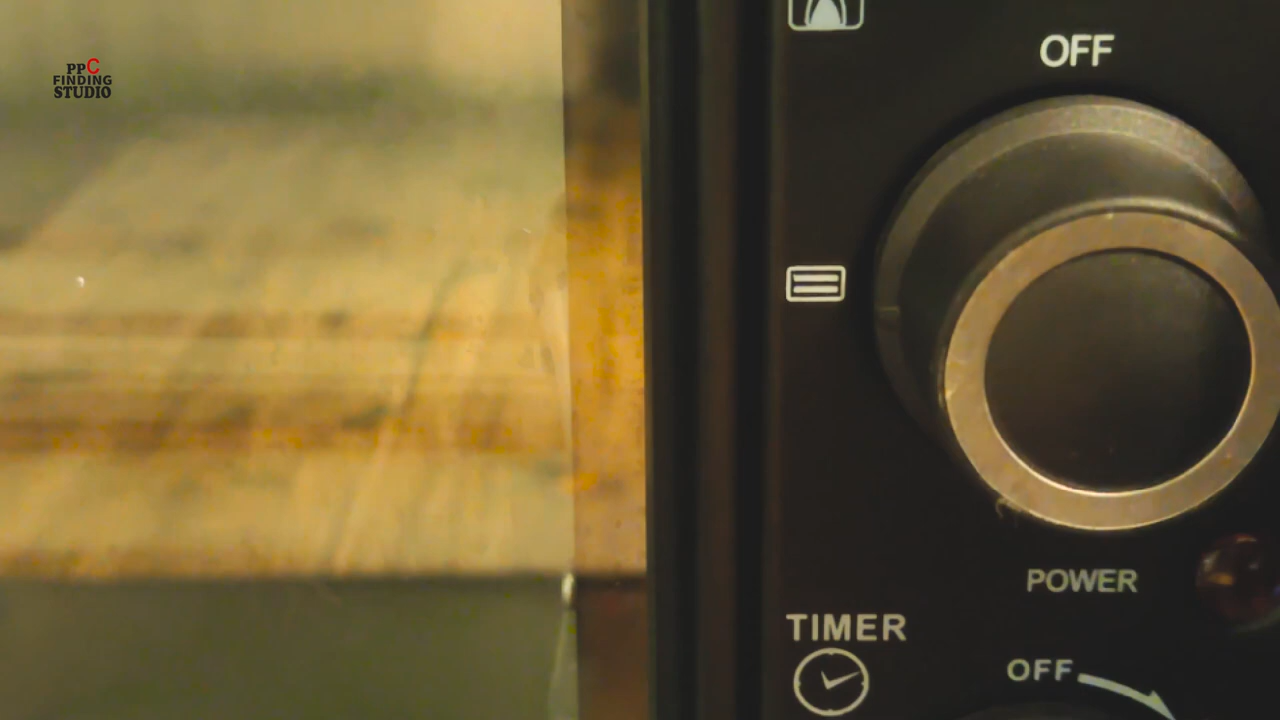 PPC
FINDING
STUDIO
OFF
POWER
TIMER
OFF